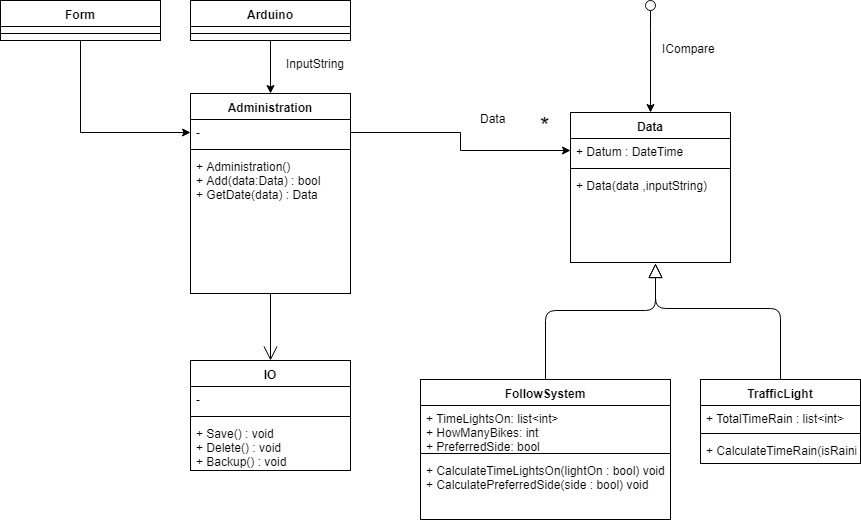 Form
Arduino
InputString
ICompare
Administration
-
+ Administration()
+ Add(data:Data) : bool
+ GetDate(data) : Data
Data
*
Data
+ Datum : DateTime
+ Data(data ,inputString)
IO
-
+ Save() : void
+ Delete() : void
+ Backup() : void
FollowSystem
+ TimeLightsOn: list<int>
+ HowManyBikes: int
+ PreferredSide: bool
+ CalculateTimeLightsOn(lightOn : bool) void
+ CalculatePreferredSide(side : bool) void
TrafficLight
+ TotalTimeRain : list<int>
+ CalculateTimeRain(isRaini